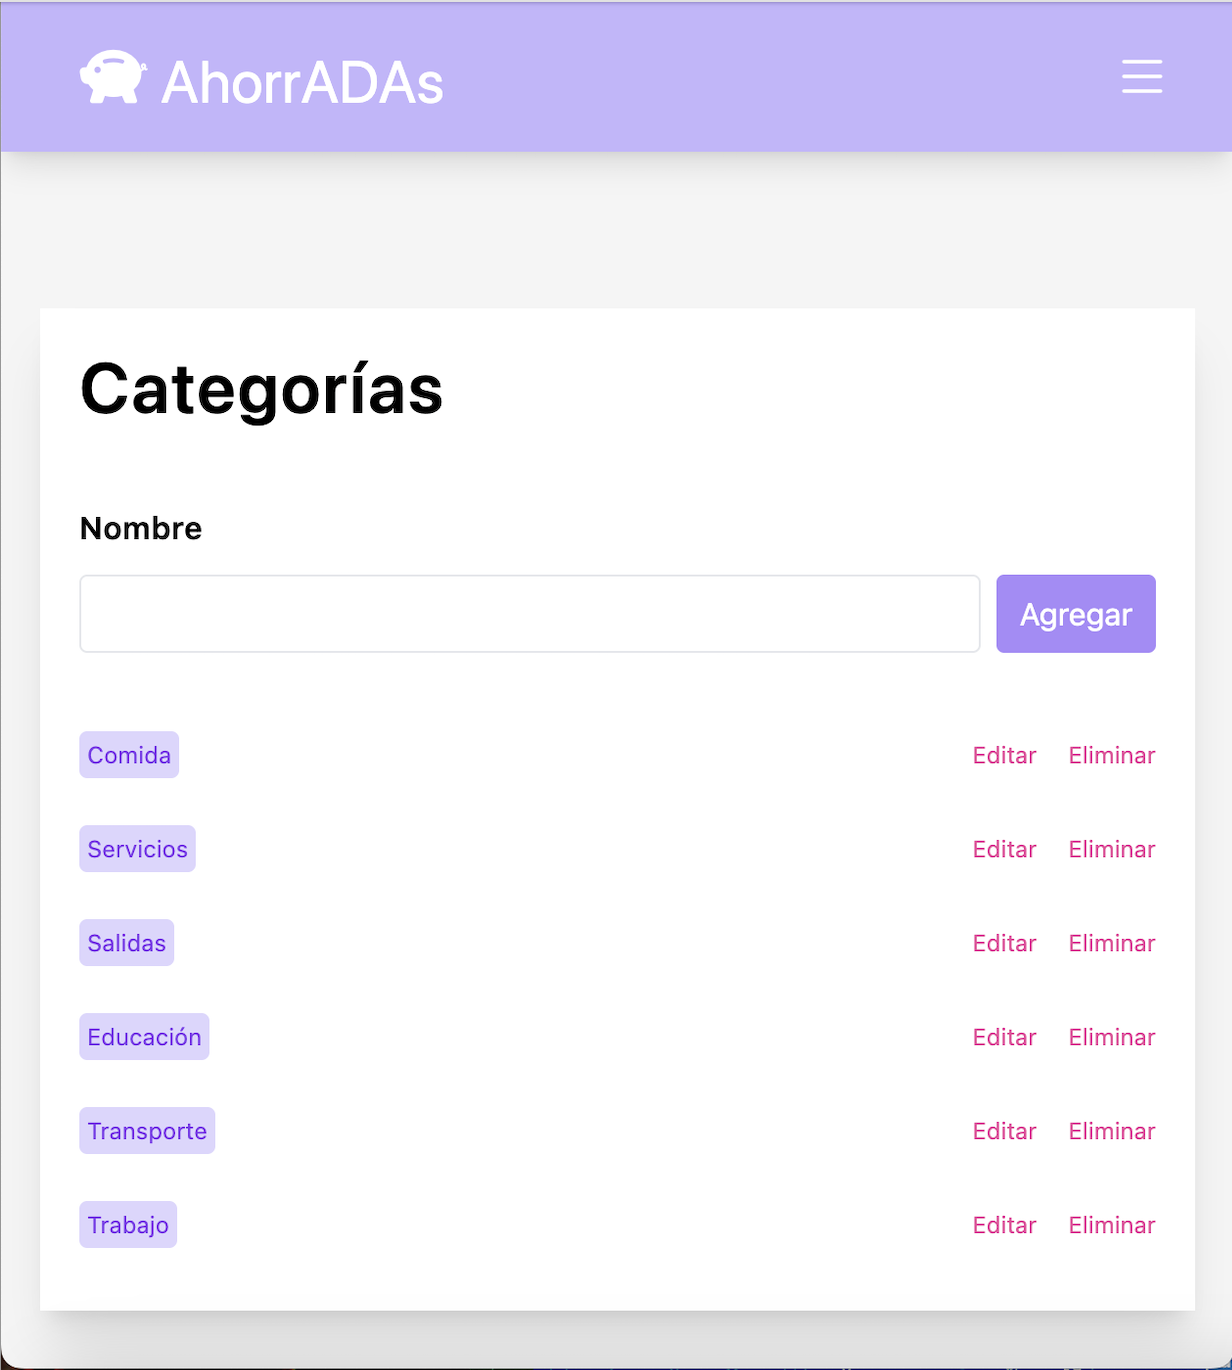 AhorrADAs
Categorías
Nombre
Agregar
Comida Editar Eliminar
Servicios Editar Eliminar
Salidas Editar Eliminar
Educación Editar Eliminar
Transporte Editar Eliminar
Trabajo Editar Eliminar